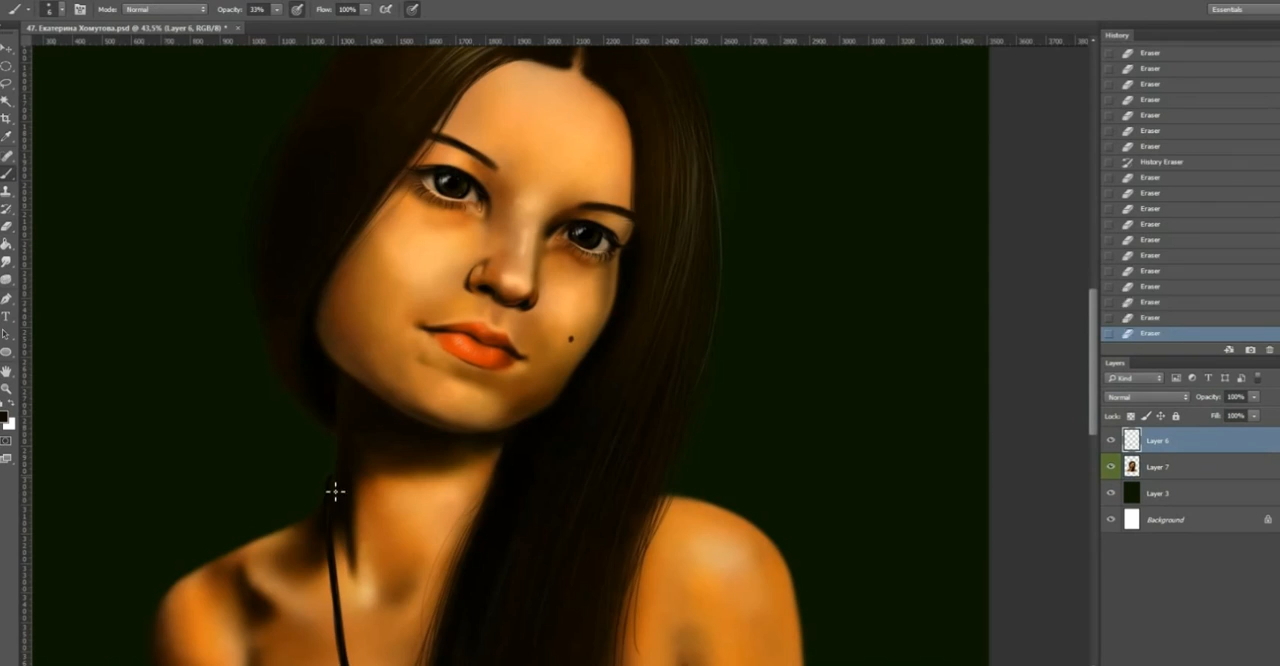 Mode: Normal Opacity: 33% Flow: 100% Essentials
47. Екатерина Хомутова.psd @ 43,5% (Layer 6, RGB/8) *
History
Eraser
Eraser
Eraser
Eraser
Eraser
Eraser
Eraser
History Eraser
Eraser
Eraser
Eraser
Eraser
Eraser
Eraser
Eraser
Eraser
Eraser
Eraser
Eraser
Layers
Kind
Normal Opacity: 100%
Lock: Fill: 100%
Layer 6
Layer 7
Layer 3
Background